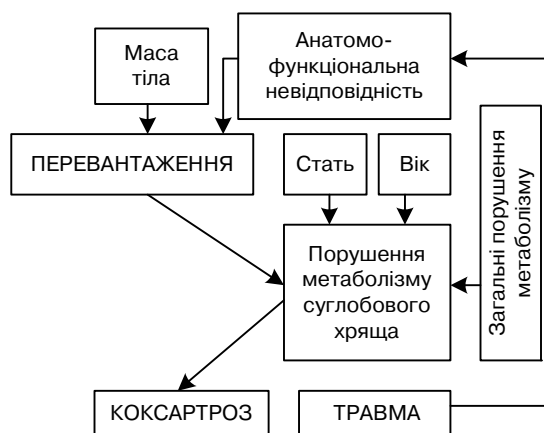 Маса
тіла
Анатомо-
функціональна
невідповідність
ПЕРЕВАНТАЖЕННЯ
Стать
Вік
Загальні порушення
метаболізму
Порушення
метаболізму
суглобового
хряща
КОКСАРТРОЗ
ТРАВМА